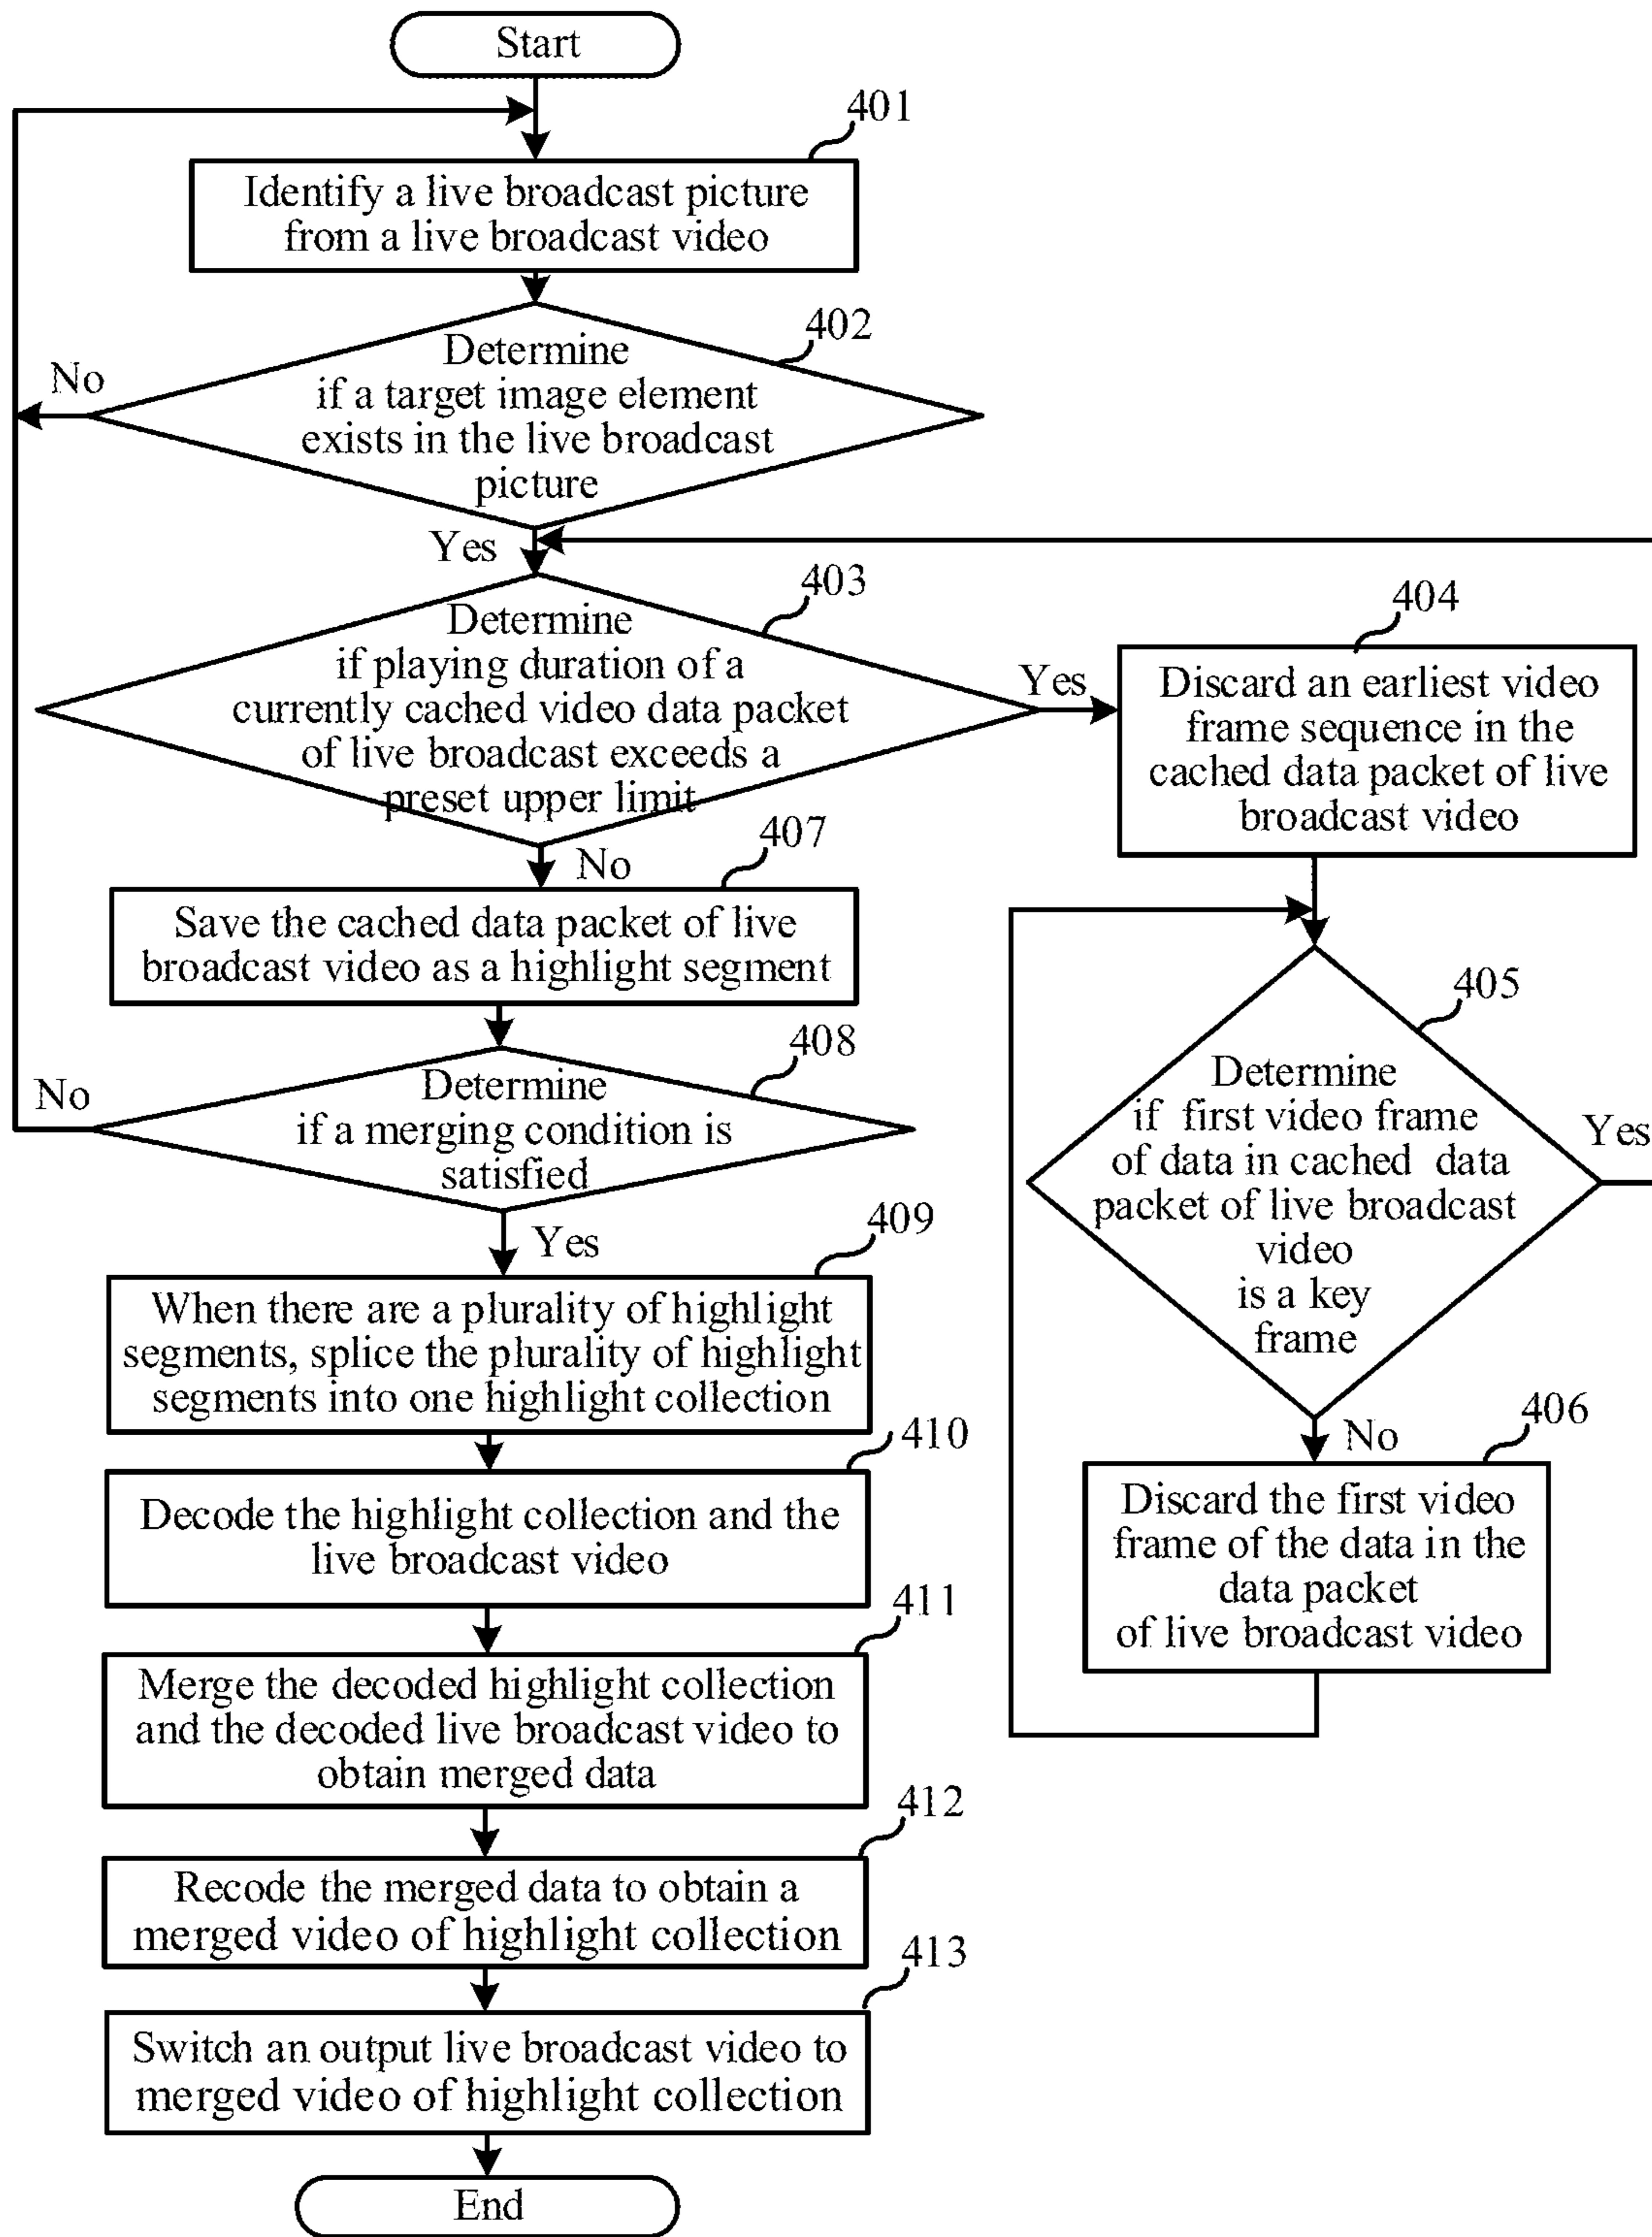 Start
401
Identify a live broadcast picture
from a live broadcast video
402
Determine
if a target image element
exists in the live broadcast
picture
No
Yes
403
Determine
if playing duration of a
currently cached video data packet
of live broadcast exceeds a
preset upper limit
Yes
404
Discard an earliest video
frame sequence in the
cached data packet of live
broadcast video
No
405
Determine
if first video frame
of data in cached data
packet of live broadcast
video
is a key
frame
Yes
No
406
Discard the first video
frame of the data in the
data packet
of live broadcast video
407
Save the cached data packet of live
broadcast video as a highlight segment
408
Determine
if a merging condition is
satisfied
No
Yes
409
When there are a plurality of highlight
segments, splice the plurality of highlight
segments into one highlight collection
410
Decode the highlight collection and the
live broadcast video
411
Merge the decoded highlight collection
and the decoded live broadcast video to
obtain merged data
412
Recode the merged data to obtain a
merged video of highlight collection
413
Switch an output live broadcast video to
merged video of highlight collection
End